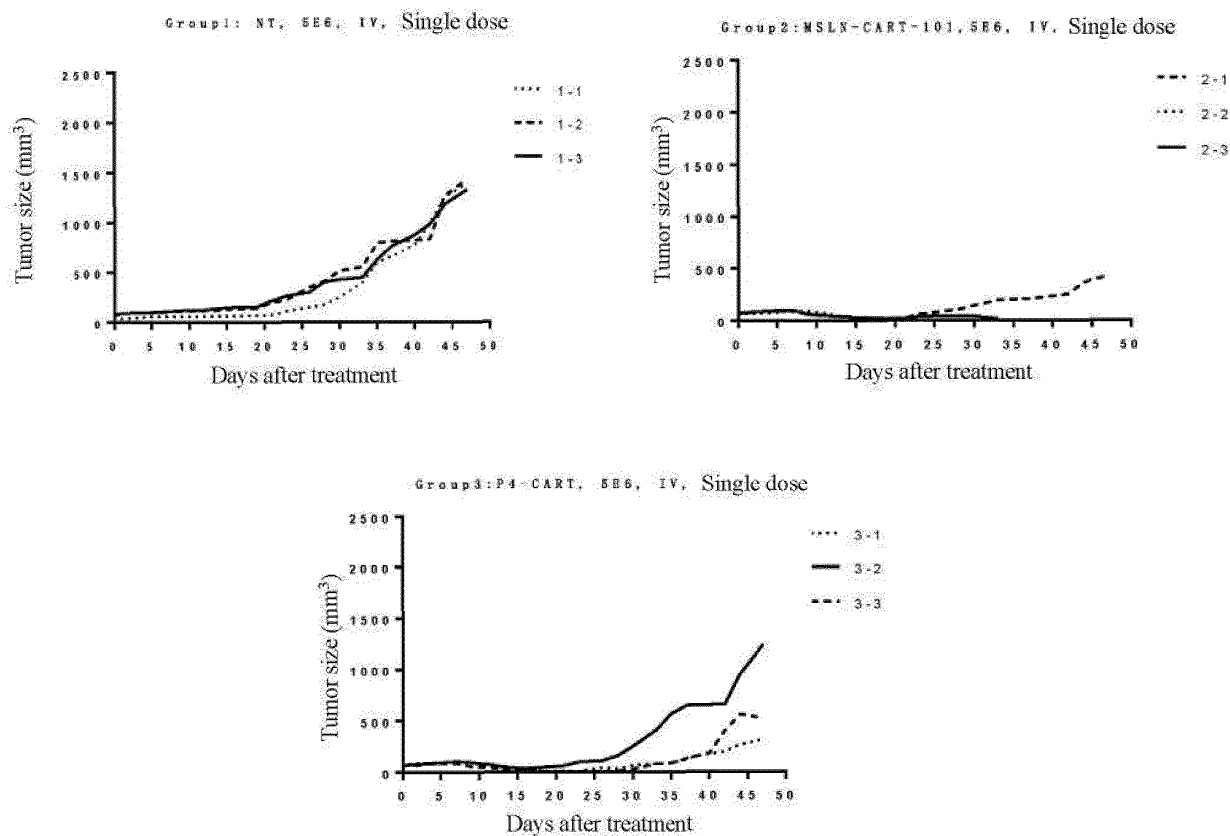 Group1: NT, 5E6, IV, Single dose
2500
2000
1500
1000
500
0
Tumor size (mm³)
0 5 10 15 20 25 30 35 40 45 50
Days after treatment
1-1
1-2
1-3
Group2:MSLN-CART-101,5E6, IV, Single dose
2500
2000
1500
1000
500
0
Tumor size (mm³)
0 5 10 15 20 25 30 35 40 45 50
Days after treatment
2-1
2-2
2-3
Group3:P4-CART, 5E6, IV, Single dose
2500
2000
1500
1000
500
0
Tumor size (mm³)
0 5 10 15 20 25 30 35 40 45 50
Days after treatment
3-1
3-2
3-3